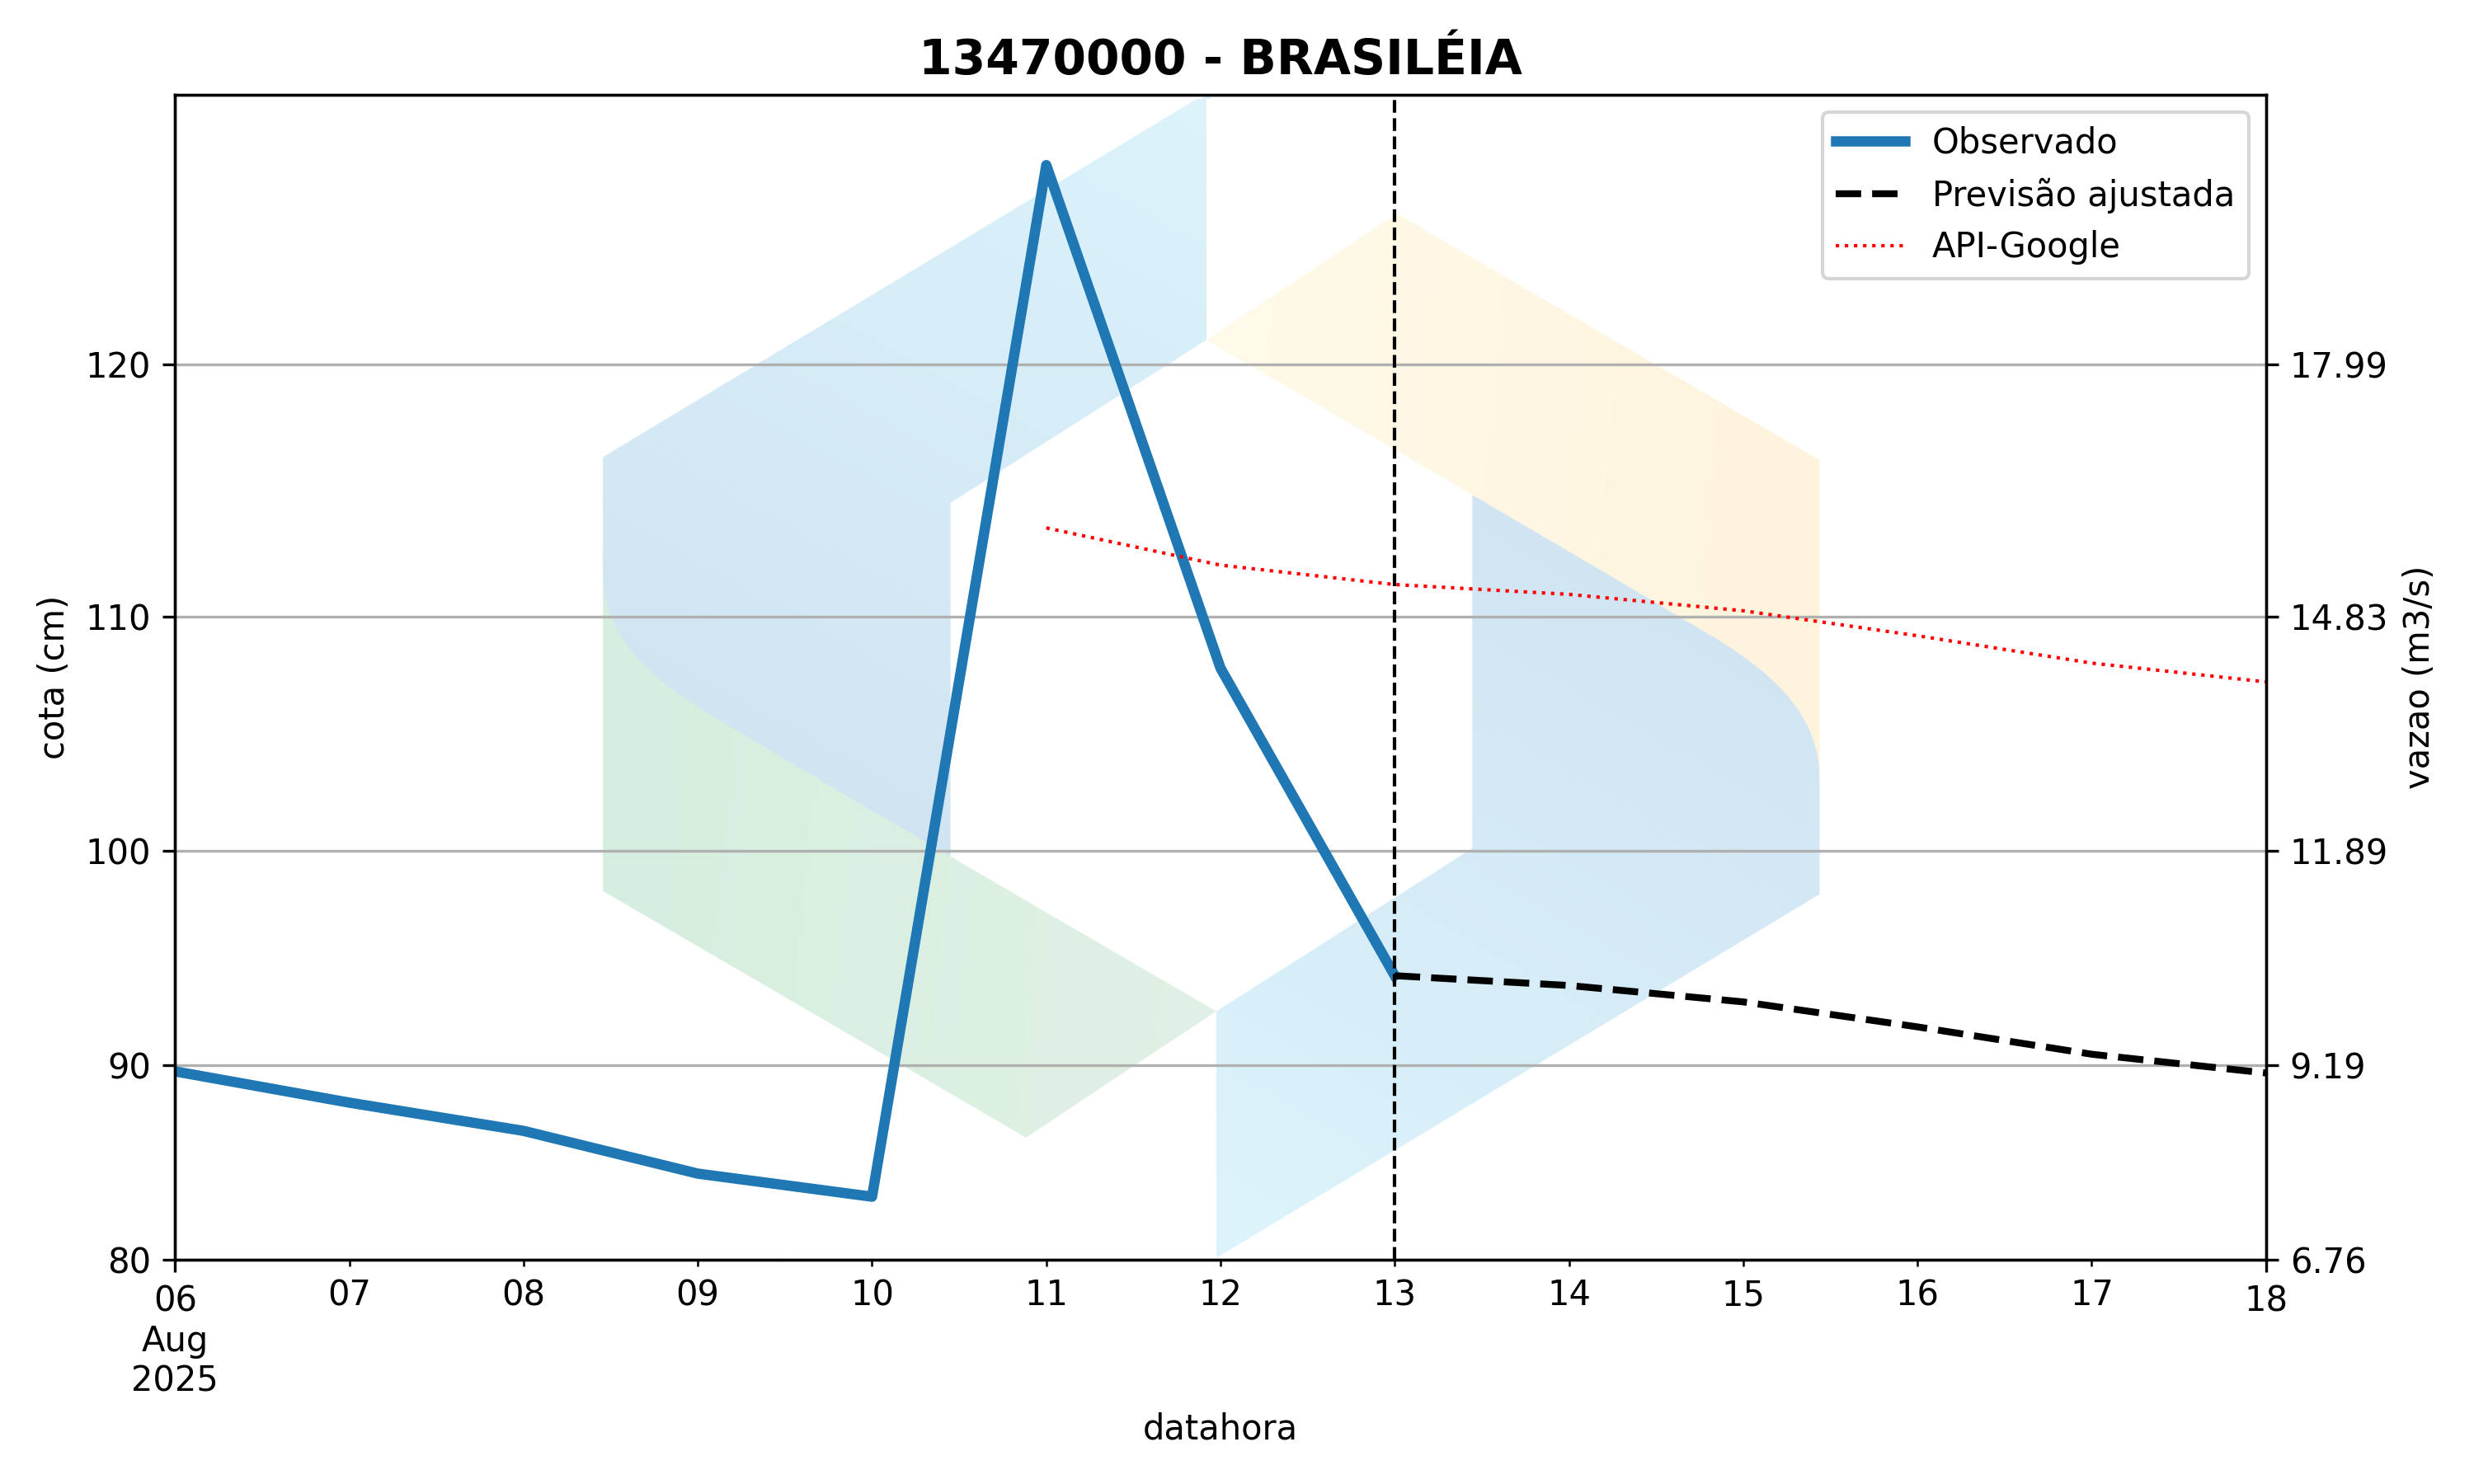 13470000 - BRASILÉIA
Observado
Previsão ajustada
API-Google
cota (cm)
120
110
100
90
80
17.99
14.83
11.89
9.19
6.76
vazao (m3/s)
06 07 08 09 10 11 12 13 14 15 16 17 18
Aug
2025
datahora